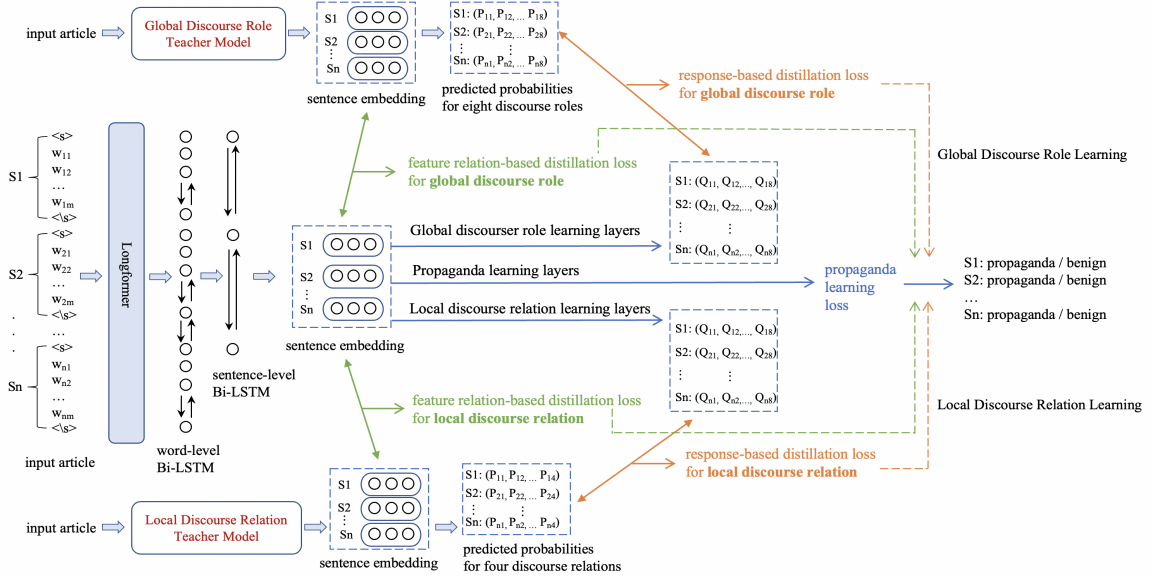 input article
Global Discourse Role
Teacher Model
S1
S2
⋮
Sn
sentence embedding
S1: (P11, P12, ... P18)
S2: (P21, P22, ... P28)
⋮ ⋮
Sn: (Pn1, Pn2, ... Pn8)
predicted probabilities
for eight discourse roles
response-based distillation loss
for global discourse role
feature relation-based distillation loss
for global discourse role
Global Discourse Role Learning
S1
<s>
w11
w12
...
w1m
<\s>
S2
<s>
w21
w22
...
w2m
<\s>
. ...
. ...
.
Sn
<s>
wn1
wn2
...
wnm
<\s>
input article
Longformer
word-level
Bi-LSTM
sentence-level
Bi-LSTM
S1
S2
⋮
Sn
sentence embedding
Global discourser role learning layers
Propaganda learning layers
Local discourse relation learning layers
S1: (Q11, Q12,..., Q18)
S2: (Q21, Q22,..., Q28)
⋮ ⋮
Sn: (Qn1, Qn2,..., Qn8)
propaganda
learning
loss
S1: propaganda / benign
S2: propaganda / benign
...
Sn: propaganda / benign
S1: (Q11, Q12,..., Q18)
S2: (Q21, Q22,..., Q28)
⋮ ⋮
Sn: (Qn1, Qn2,..., Qn8)
feature relation-based distillation loss
for local discourse relation
Local Discourse Relation Learning
response-based distillation loss
for local discourse relation
input article
Local Discourse Relation
Teacher Model
S1
S2
⋮
Sn
sentence embedding
S1: (P11, P12, ... P14)
S2: (P21, P22, ... P24)
⋮ ⋮
Sn: (Pn1, Pn2, ... Pn4)
predicted probabilities
for four discourse relations